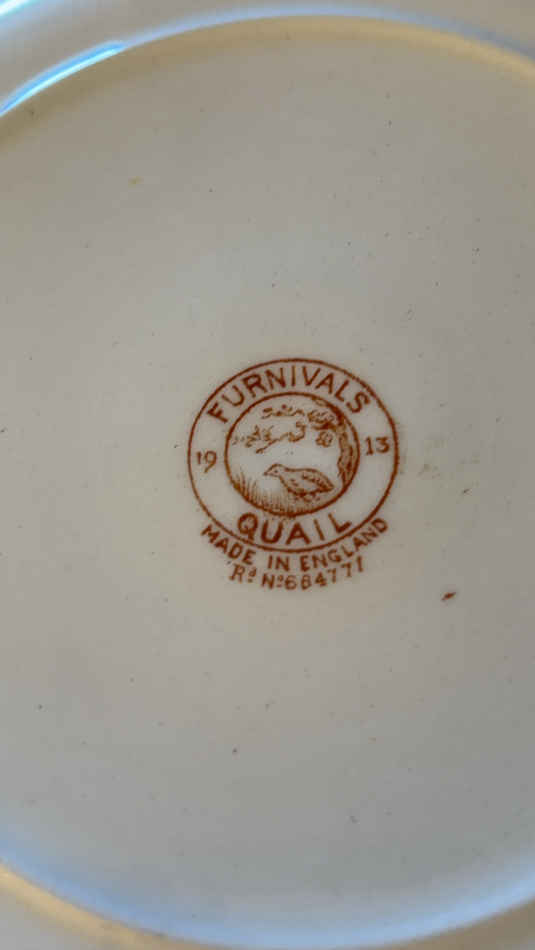 FURNIVALS
19 13
QUAIL
MADE IN ENGLAND
Rd No 684771